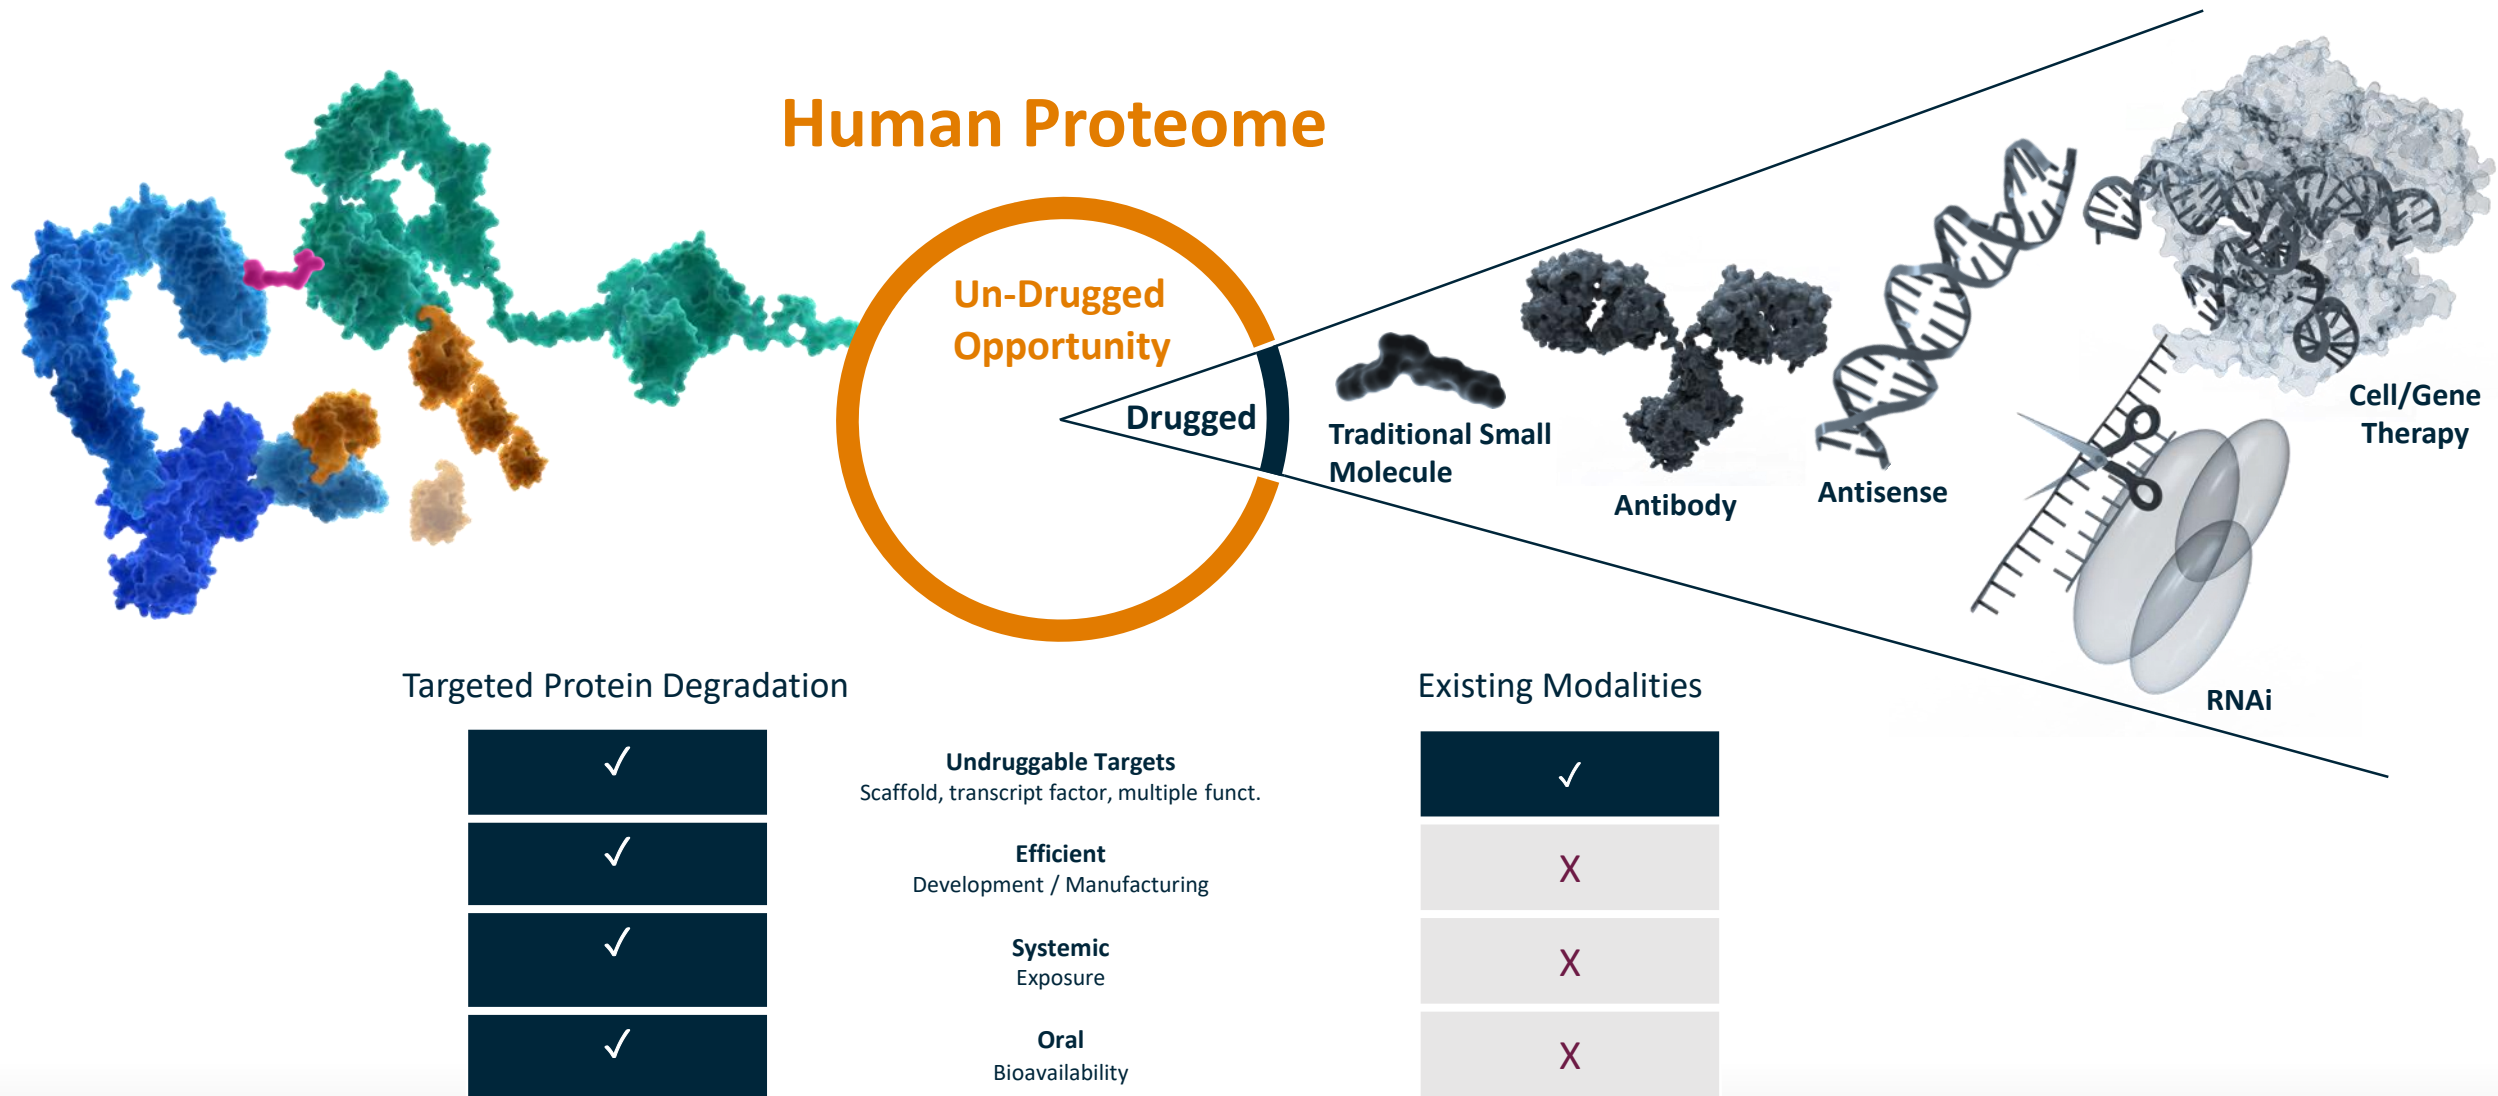 Human Proteome
Un-Drugged
Opportunity
Drugged
Traditional Small
Molecule
Antibody
Antisense
Cell/Gene
Therapy
RNAi
Targeted Protein Degradation
Existing Modalities
✓
Undruggable Targets
Scaffold, transcript factor, multiple funct.
✓
✓
Efficient
Development / Manufacturing
X
✓
Systemic
Exposure
X
✓
Oral
Bioavailability
X